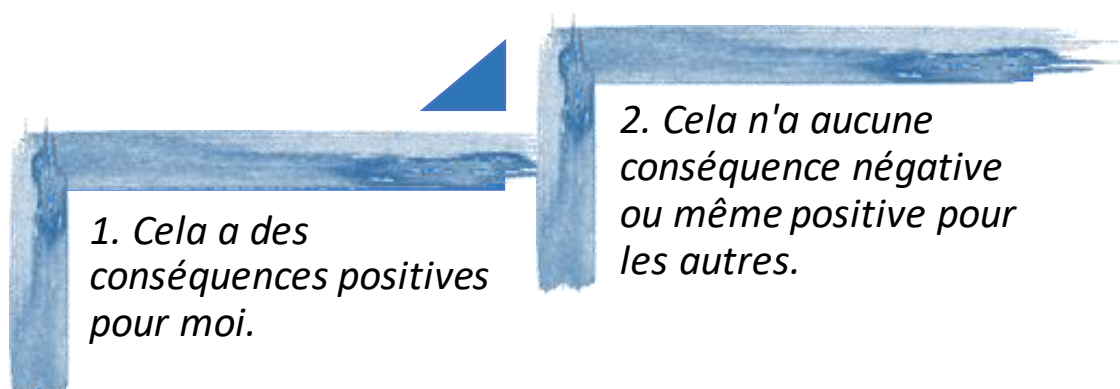 1. Cela a des
conséquences positives
pour moi.
2. Cela n'a aucune
conséquence négative
ou même positive pour
les autres.